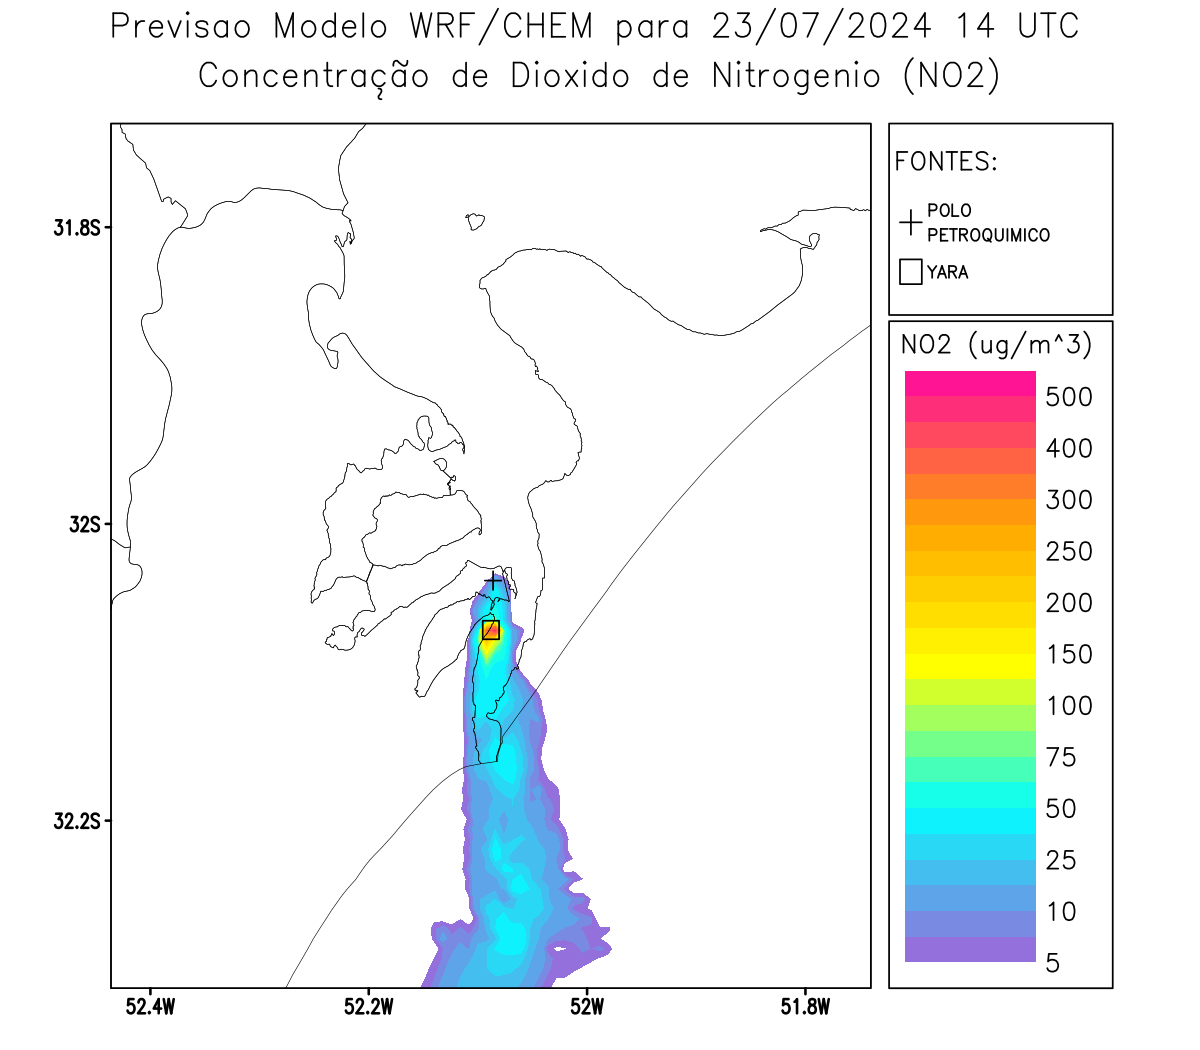 Previsao Modelo WRF/CHEM para 23/07/2024 14 UTC
Concentração de Dioxido de Nitrogenio (NO2)
FONTES:
POLO
PETROQUIMICO
YARA
NO2 (ug/m^3)
500
400
300
250
200
150
100
75
50
25
10
5
31.8S
32S
32.2S
52.4W
52.2W
52W
51.8W